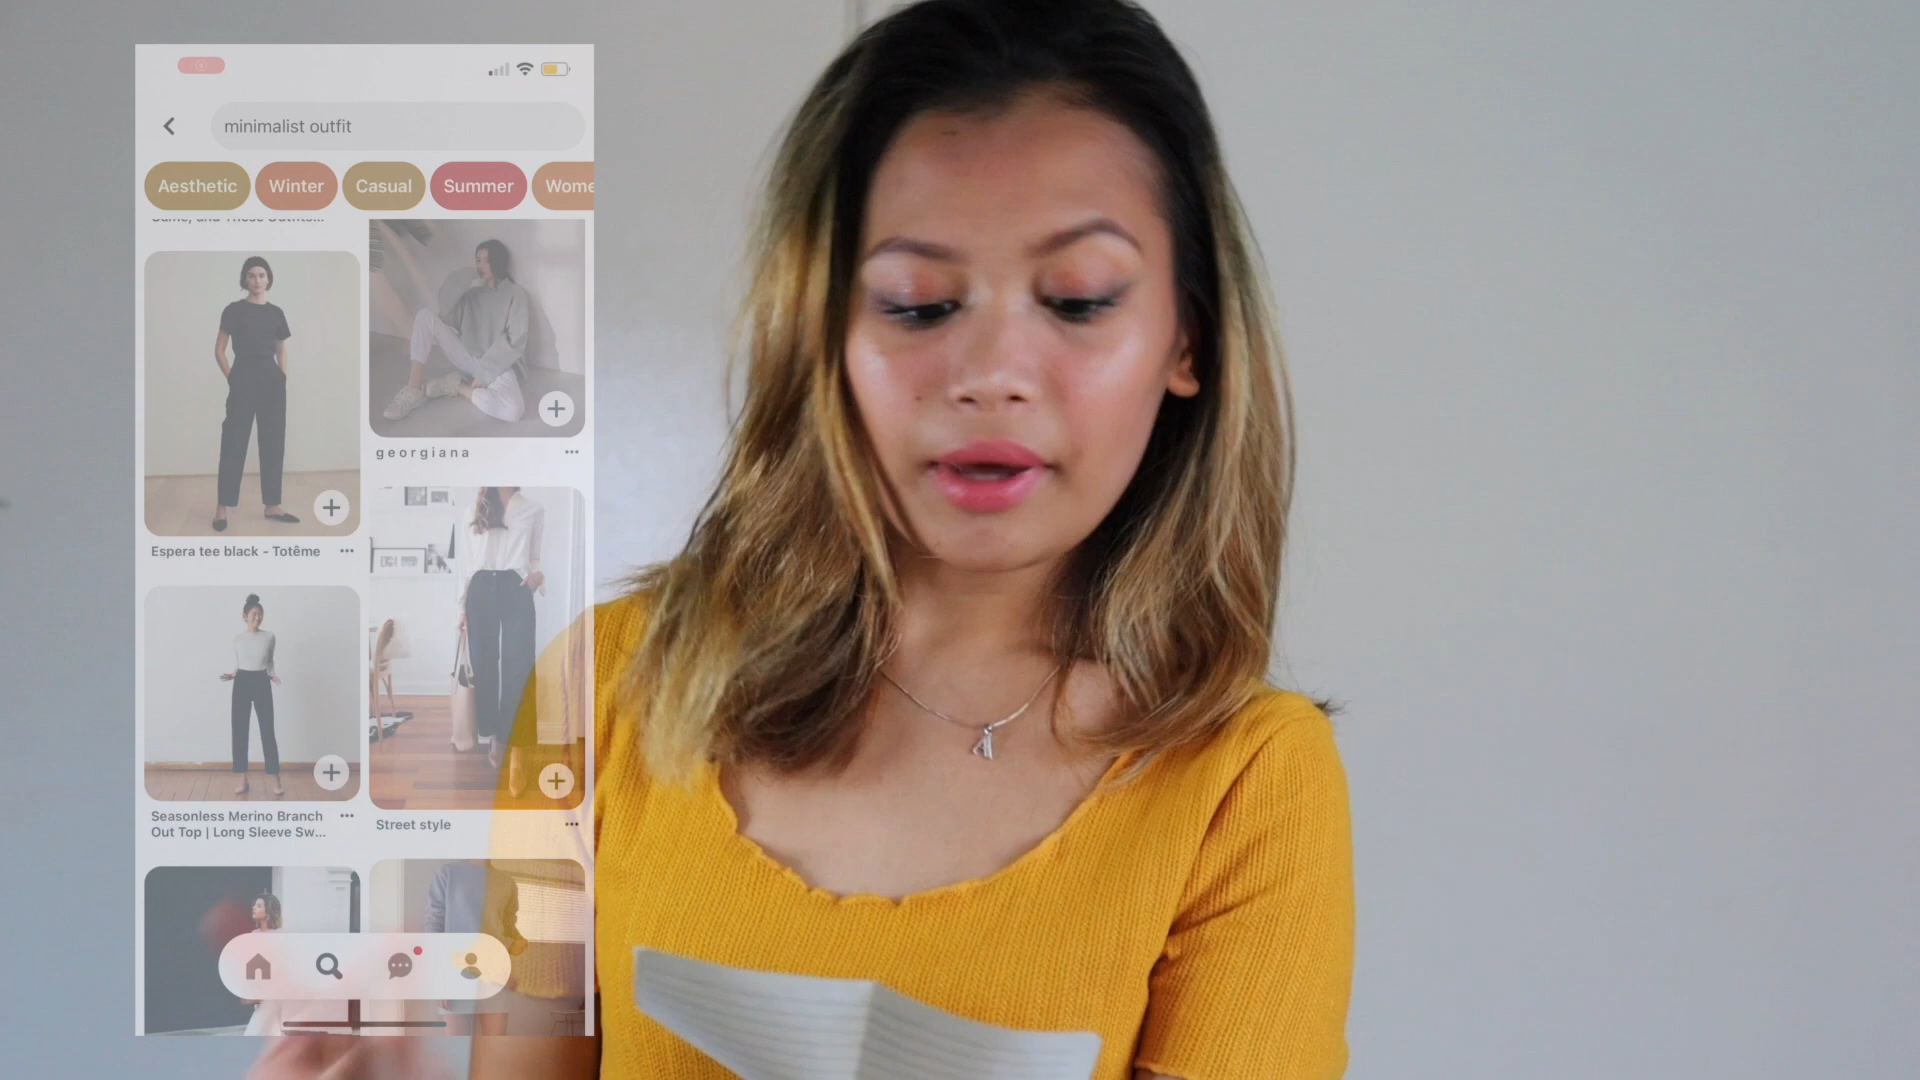 minimalist outfit
Aesthetic
Winter
Casual
Summer
Wome
georgiana
Espera tee black - Totême
Seasonless Merino Branch
Out Top | Long Sleeve Sw...
Street style
A